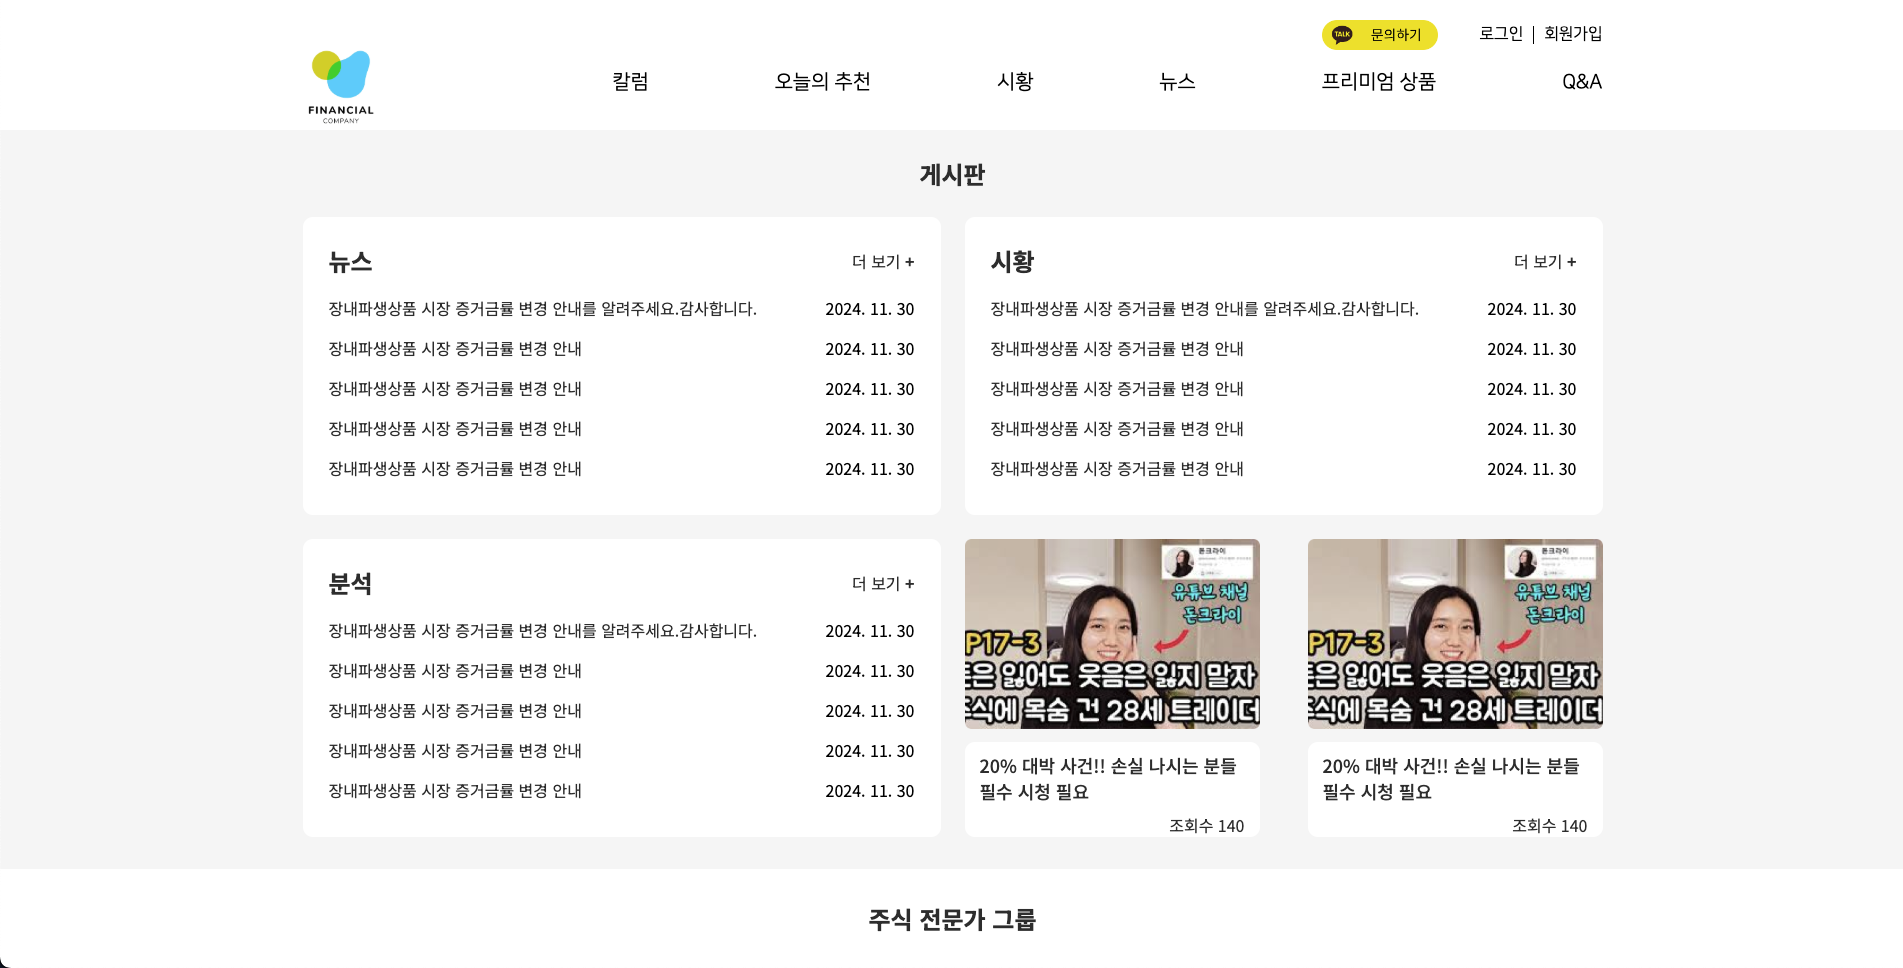 TALK 문의하기 로그인 | 회원가입
FINANCIAL
COMPANY
칼럼 오늘의 추천 시황 뉴스 프리미엄 상품 Q&A
게시판
뉴스 더 보기 +
장내파생상품 시장 증거금률 변경 안내를 알려주세요.감사합니다. 2024. 11. 30
장내파생상품 시장 증거금률 변경 안내 2024. 11. 30
장내파생상품 시장 증거금률 변경 안내 2024. 11. 30
장내파생상품 시장 증거금률 변경 안내 2024. 11. 30
장내파생상품 시장 증거금률 변경 안내 2024. 11. 30
시황 더 보기 +
장내파생상품 시장 증거금률 변경 안내를 알려주세요.감사합니다. 2024. 11. 30
장내파생상품 시장 증거금률 변경 안내 2024. 11. 30
장내파생상품 시장 증거금률 변경 안내 2024. 11. 30
장내파생상품 시장 증거금률 변경 안내 2024. 11. 30
장내파생상품 시장 증거금률 변경 안내 2024. 11. 30
분석 더 보기 +
장내파생상품 시장 증거금률 변경 안내를 알려주세요.감사합니다. 2024. 11. 30
장내파생상품 시장 증거금률 변경 안내 2024. 11. 30
장내파생상품 시장 증거금률 변경 안내 2024. 11. 30
장내파생상품 시장 증거금률 변경 안내 2024. 11. 30
장내파생상품 시장 증거금률 변경 안내 2024. 11. 30
돈크라이
유튜브 채널
돈크라이
P17-3
돈은 잃어도 웃음은 잃지 말자
주식에 목숨 건 28세 트레이더
20% 대박 사건!! 손실 나시는 분들
필수 시청 필요
조회수 140
돈크라이
유튜브 채널
돈크라이
P17-3
돈은 잃어도 웃음은 잃지 말자
주식에 목숨 건 28세 트레이더
20% 대박 사건!! 손실 나시는 분들
필수 시청 필요
조회수 140
주식 전문가 그룹